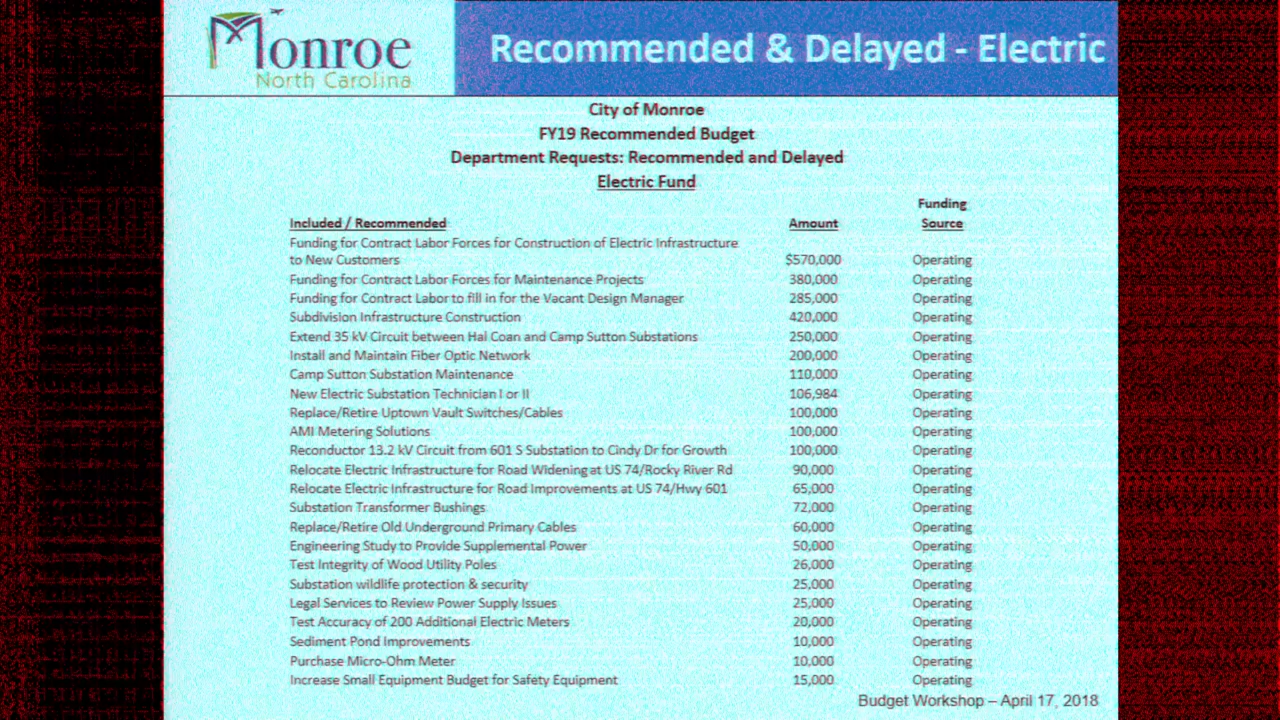 Monroe
North Carolina
Recommended & Delayed - Electric
City of Monroe
FY19 Recommended Budget
Department Requests: Recommended and Delayed
Electric Fund
Funding
Included / Recommended Amount Source
Funding for Contract Labor Forces for Construction of Electric Infrastructure
to New Customers $570,000 Operating
Funding for Contract Labor Forces for Maintenance Projects 380,000 Operating
Funding for Contract Labor to fill in for the Vacant Design Manager 285,000 Operating
Subdivision Infrastructure Construction 420,000 Operating
Extend 35 kV Circuit between Hal Coan and Camp Sutton Substations 250,000 Operating
Install and Maintain Fiber Optic Network 200,000 Operating
Camp Sutton Substation Maintenance 110,000 Operating
New Electric Substation Technician I or II 106,984 Operating
Replace/Retire Uptown Vault Switches/Cables 100,000 Operating
AMI Metering Solutions 100,000 Operating
Reconductor 13.2 kV Circuit from 601 S Substation to Cindy Dr for Growth 100,000 Operating
Relocate Electric Infrastructure for Road Widening at US 74/Rocky River Rd 90,000 Operating
Relocate Electric Infrastructure for Road Improvements at US 74/Hwy 601 65,000 Operating
Substation Transformer Bushings 72,000 Operating
Replace/Retire Old Underground Primary Cables 60,000 Operating
Engineering Study to Provide Supplemental Power 50,000 Operating
Test Integrity of Wood Utility Poles 26,000 Operating
Substation wildlife protection & security 25,000 Operating
Legal Services to Review Power Supply Issues 25,000 Operating
Test Accuracy of 200 Additional Electric Meters 20,000 Operating
Sediment Pond Improvements 10,000 Operating
Purchase Micro-Ohm Meter 10,000 Operating
Increase Small Equipment Budget for Safety Equipment 15,000 Operating
Budget Workshop – April 17, 2018